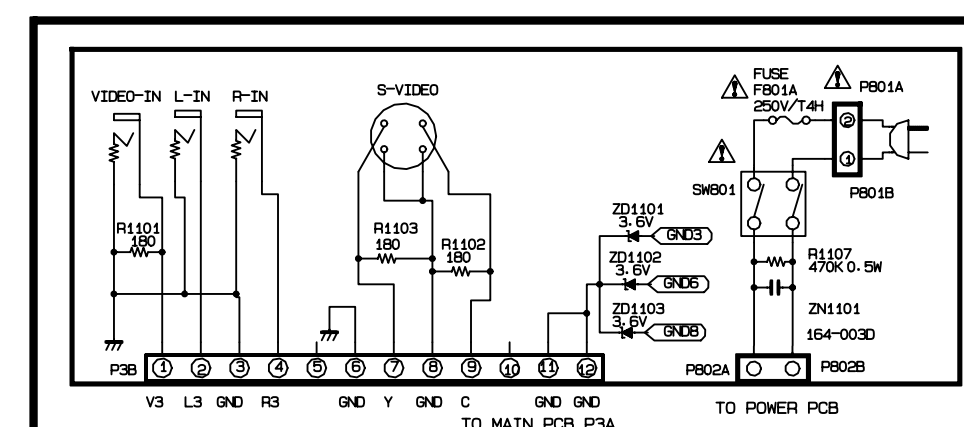 VIDEO-IN L-IN R-IN
S-VIDEO
FUSE
F801A
250V/T4H
P801A
2
1
P801B
SW801
R1101
180
R1103
180
R1102
180
ZD1101
3.6V
GND3
ZD1102
3.6V
GND6
ZD1103
3.6V
GND8
R1107
470K 0.5W
ZN1101
164-003D
P3B 1 2 3 4 5 6 7 8 9 10 11 12
P802A P802B
V3 L3 GND R3 GND Y GND C GND GND
TO MAIN PCB P3A
TO POWER PCB